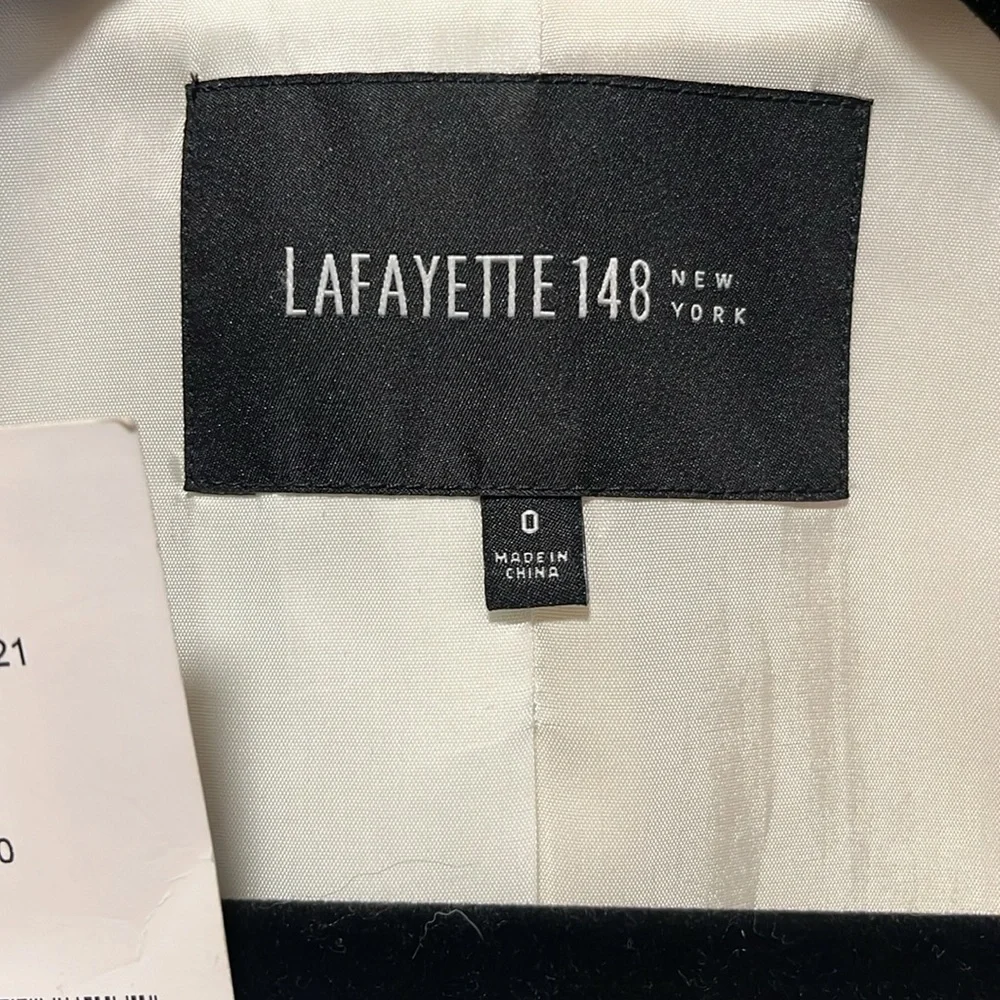 LAFAYETTE 148 NEW YORK
0
MADE IN
CHINA
21
0